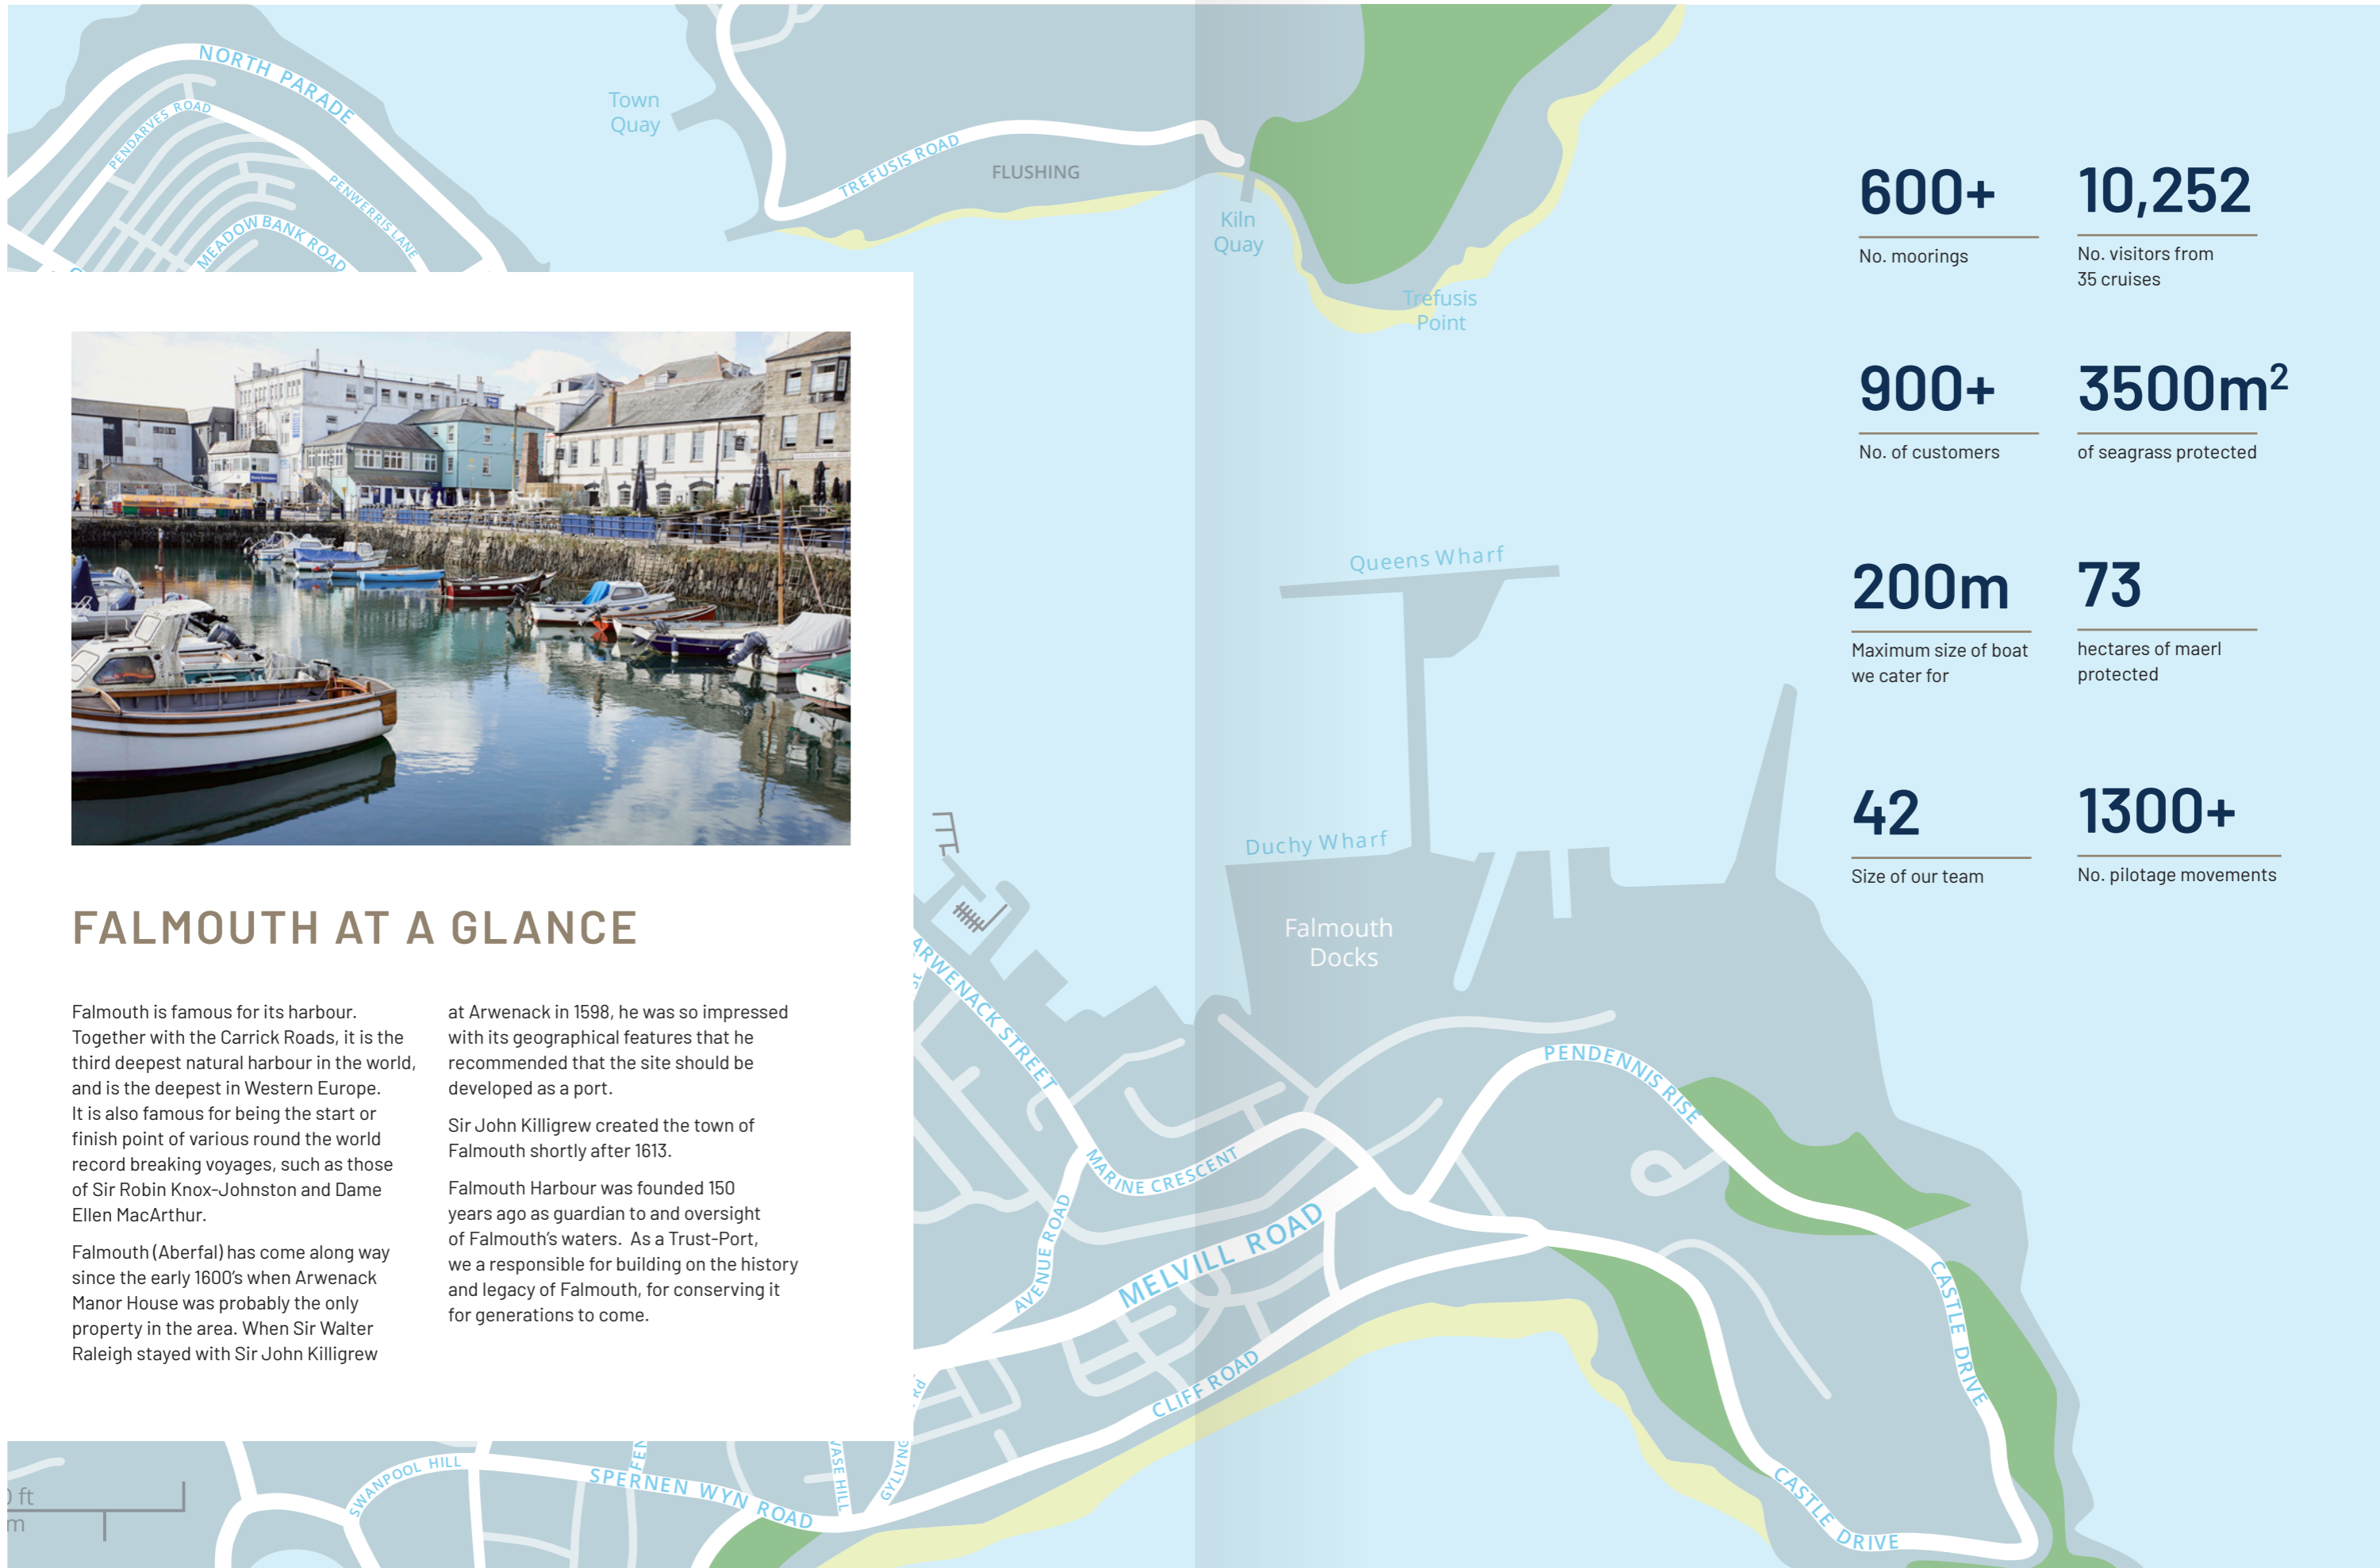 NORTH PARADE
PENDARVES ROAD
PENWERRIS LANE
MEADOWBANK ROAD
Town
Quay
TREFUSIS ROAD
FLUSHING
Kiln
Quay
Trefusis
Point
600+
No. moorings
10,252
No. visitors from
35 cruises
900+
No. of customers
3500m²
of seagrass protected
200m
Maximum size of boat
we cater for
73
hectares of maerl
protected
42
Size of our team
1300+
No. pilotage movements
Queens Wharf
Duchy Wharf
Falmouth
Docks
FALMOUTH AT A GLANCE
Falmouth is famous for its harbour.
Together with the Carrick Roads, it is the
third deepest natural harbour in the world,
and is the deepest in Western Europe.
It is also famous for being the start or
finish point of various round the world
record breaking voyages, such as those
of Sir Robin Knox-Johnston and Dame
Ellen MacArthur.
Falmouth (Aberfal) has come along way
since the early 1600's when Arwenack
Manor House was probably the only
property in the area. When Sir Walter
Raleigh stayed with Sir John Killigrew
at Arwenack in 1598, he was so impressed
with its geographical features that he
recommended that the site should be
developed as a port.
Sir John Killigrew created the town of
Falmouth shortly after 1613.
Falmouth Harbour was founded 150
years ago as guardian to and oversight
of Falmouth's waters. As a Trust-Port,
we a responsible for building on the history
and legacy of Falmouth, for conserving it
for generations to come.
ARWENACK STREET
st
MARINE CRESCENT
AVENUE ROAD
MELVILL ROAD
CLIFF ROAD
PENDENNIS RISE
CASTLE DRIVE
CASTLE DRIVE
Rd
SWANPOOL HILL
SPERNEN WYN ROAD
FEN
VASE HILL
GYLLYNG
0 ft
m